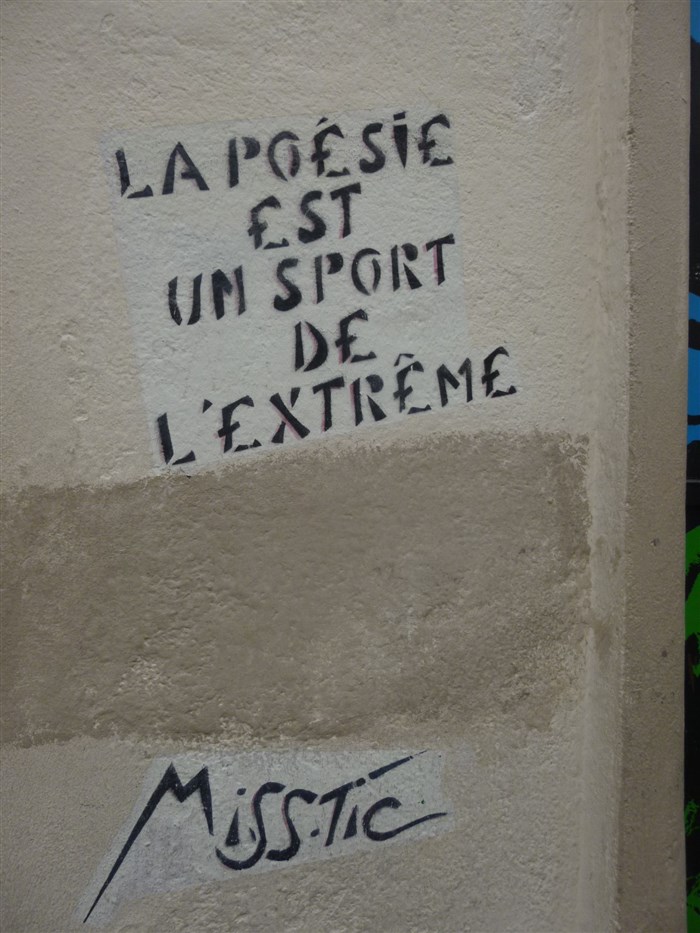 LA POÉSIE
EST
UN SPORT
DE
L'EXTRÊME
MISS.TIC